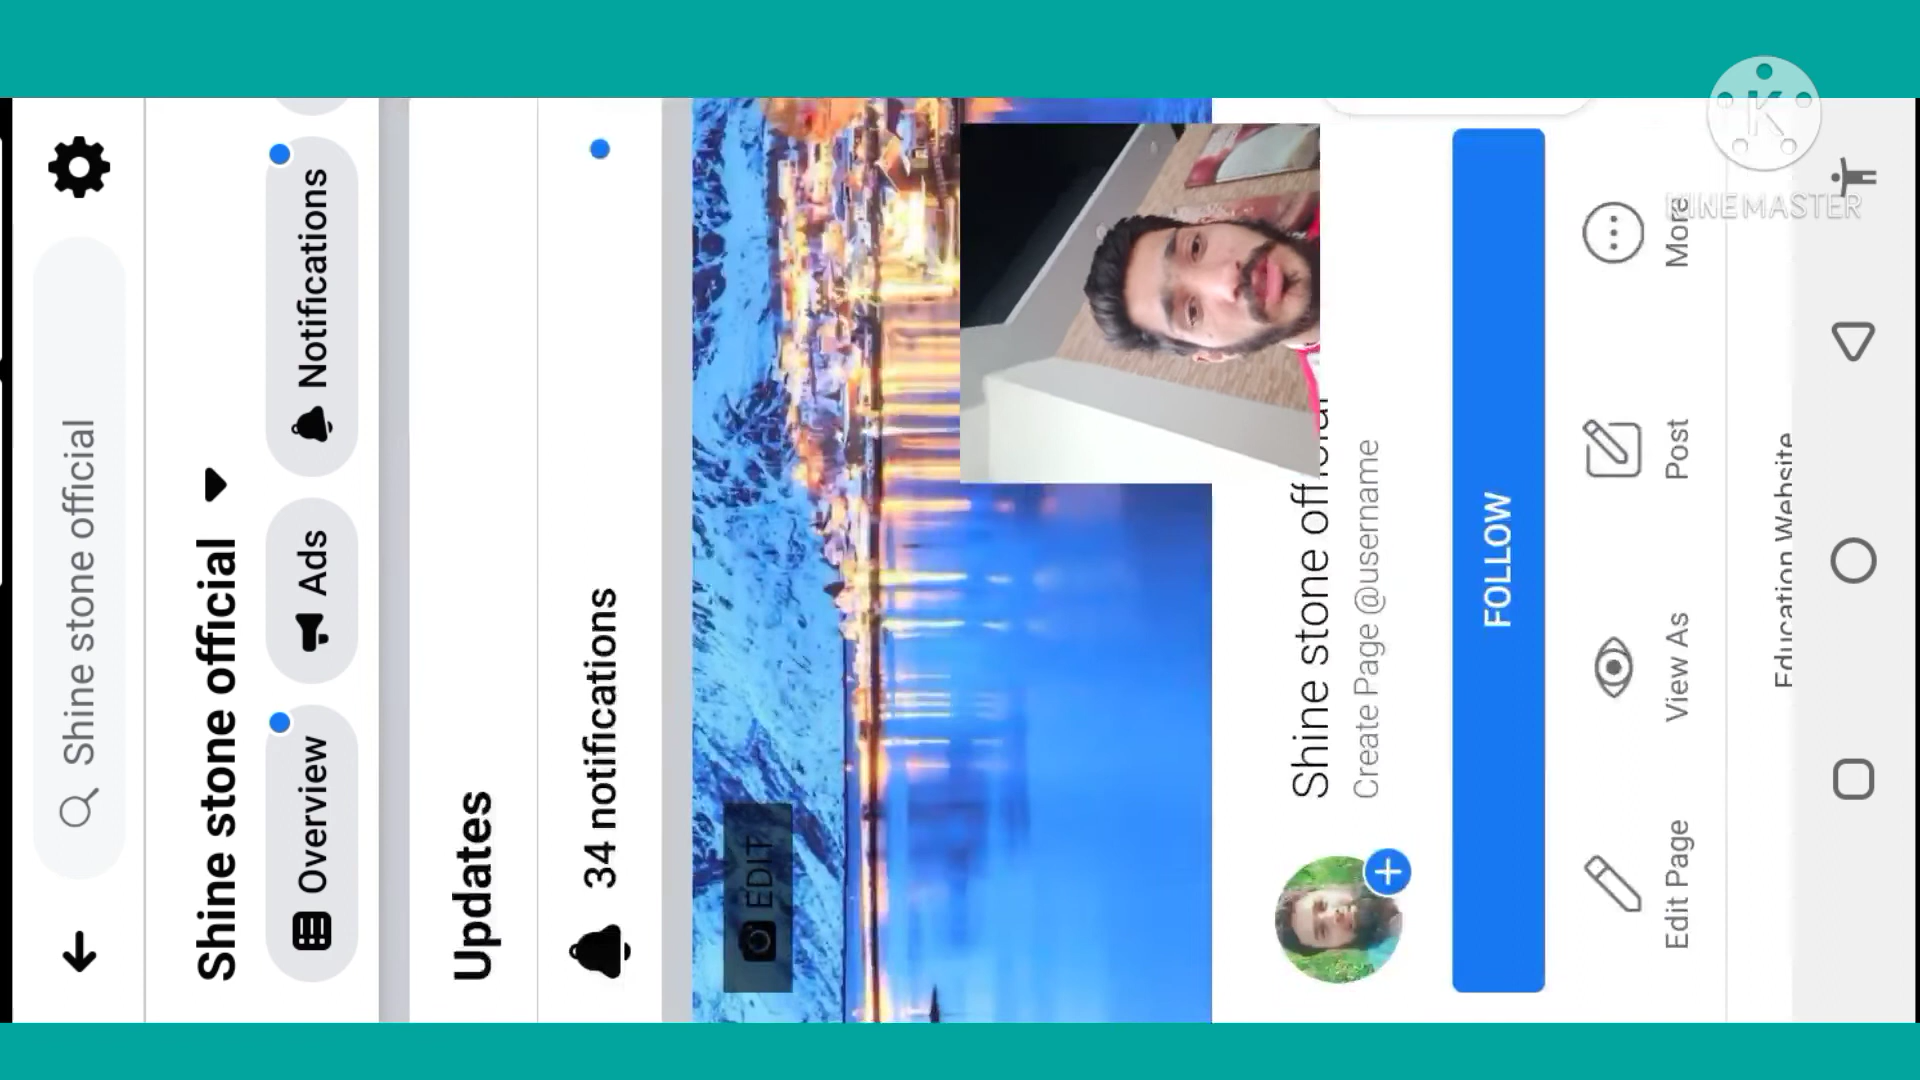 Shine stone official
Shine stone official
Overview
Ads
Notifications
Updates
34 notifications
EDIT
Shine stone official
Create Page @username
FOLLOW
Edit Page
View As
Post
More
Education Website
K
KINEMASTER